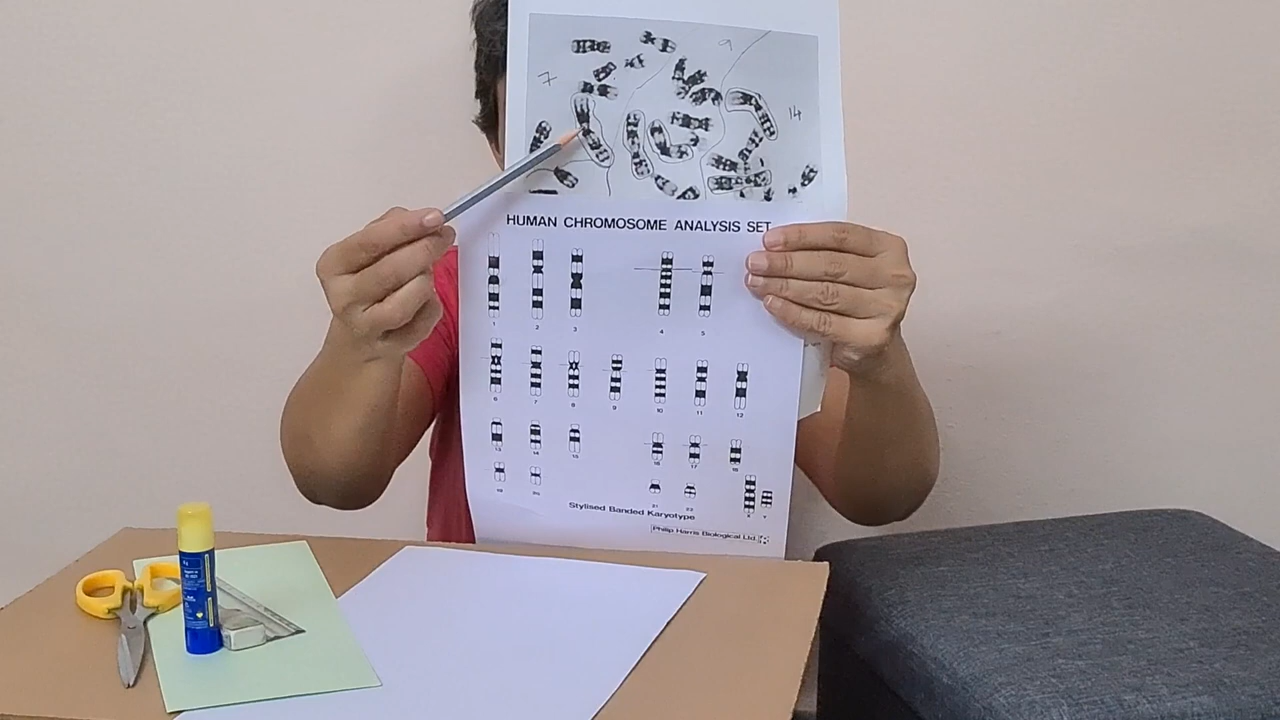 9
7
14
HUMAN CHROMOSOME ANALYSIS SET
1 2 3 4 5
6 7 8 9 10 11 12
13 14 15 16 17 18
19 20 21 22 X Y
Stylised Banded Karyotype
Philip Harris Biological Ltd.